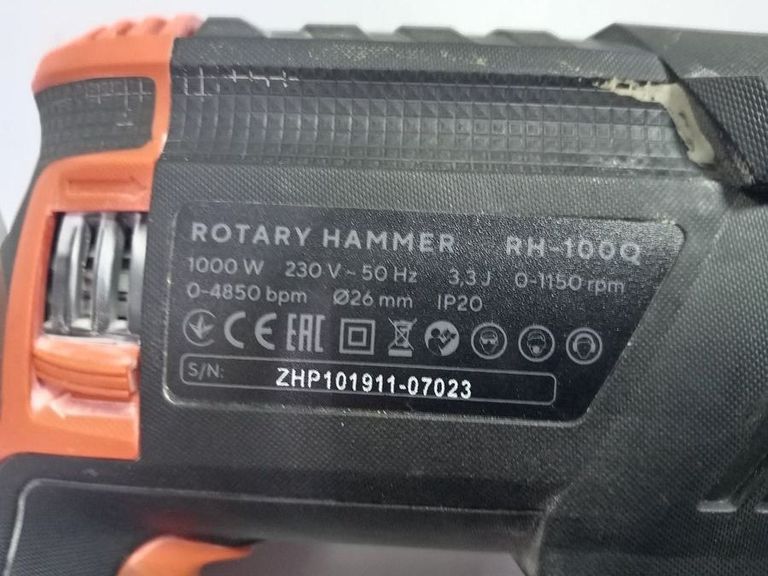 ROTARY HAMMER RH-100Q
1000 W 230 V ~ 50 Hz 3,3 J 0-1150 rpm
0-4850 bpm Ø26 mm IP20
CE EAC
S/N: ZHP101911-07023